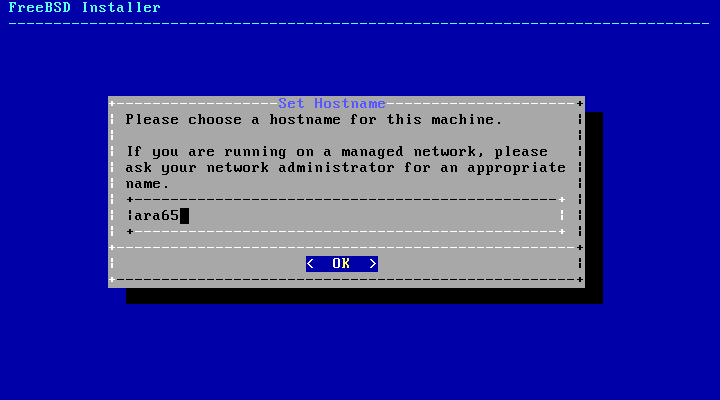 FreeBSD Installer
Set Hostname
Please choose a hostname for this machine.
If you are running on a managed network, please
ask your network administrator for an appropriate
name.
ara65
< OK >